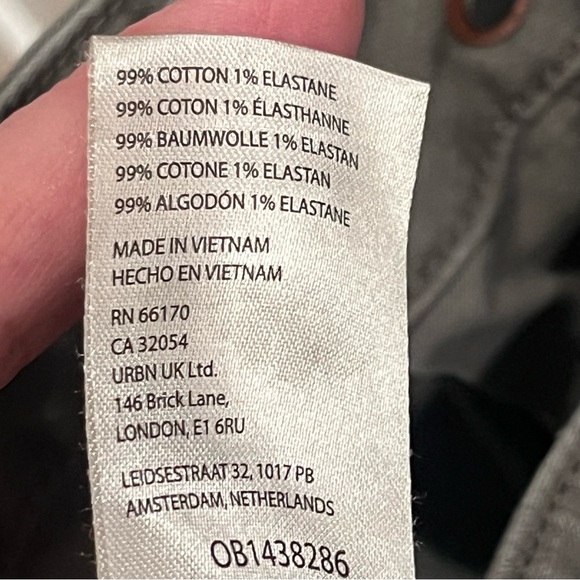 99% COTTON 1% ELASTANE
99% COTON 1% ÉLASTHANNE
99% BAUMWOLLE 1% ELASTAN
99% COTONE 1% ELASTAN
99% ALGODÓN 1% ELASTANE
MADE IN VIETNAM
HECHO EN VIETNAM
RN 66170
CA 32054
URBN UK Ltd.
146 Brick Lane,
LONDON, E1 6RU
LEIDSESTRAAT 32, 1017 PB
AMSTERDAM, NETHERLANDS
OB1438286